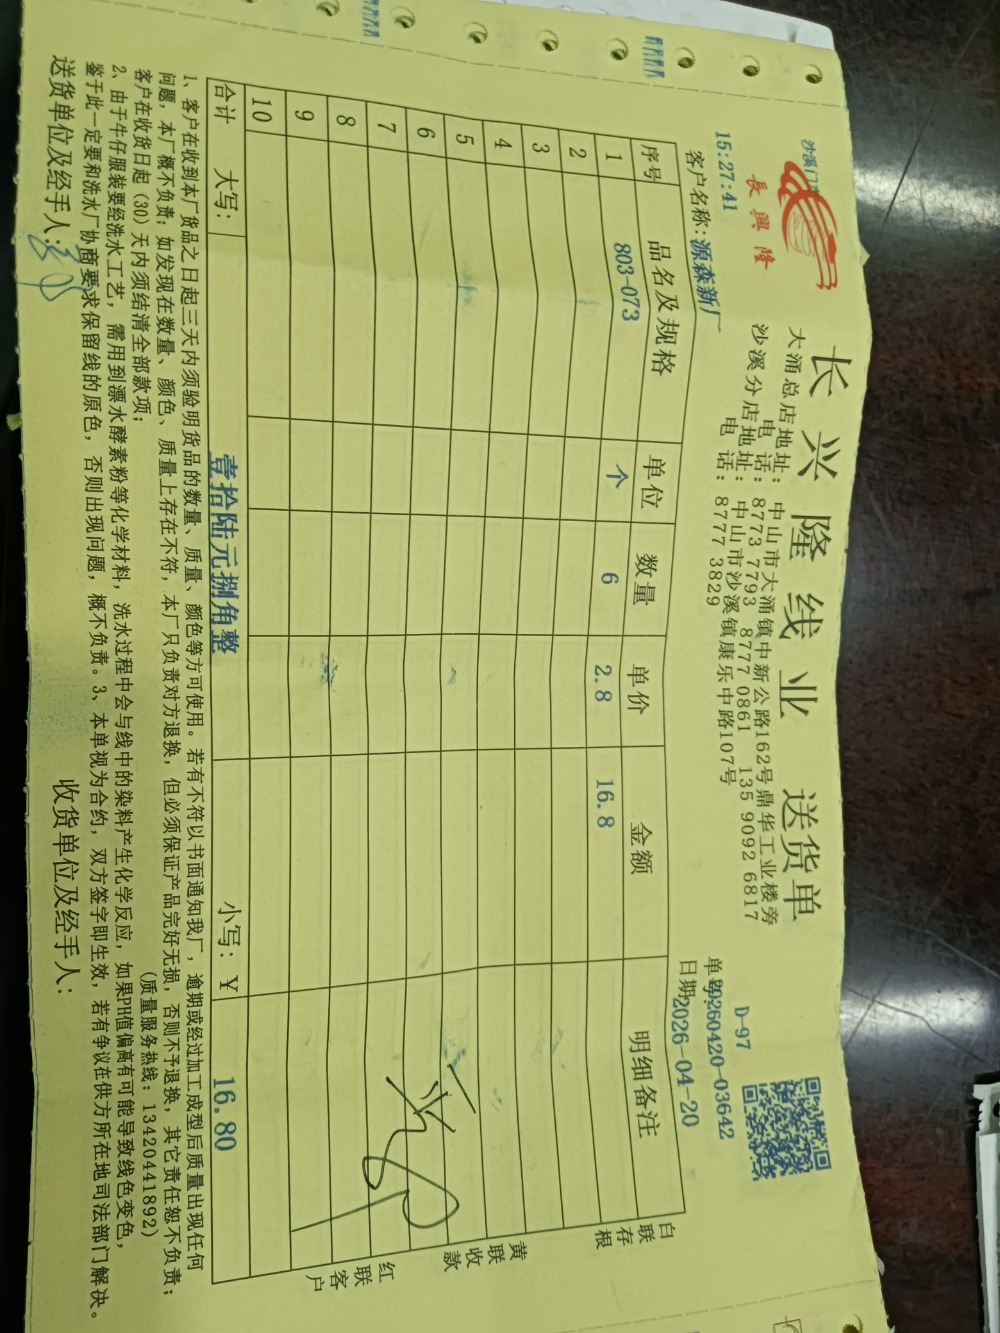 沙溪门市
長興隆
长兴隆线业 送货单
大涌总店地址:中山市大涌镇中新公路162号鼎华工业楼旁
电话:8773 7793 8777 0861 135 9092 6817
沙溪分店地址:中山市沙溪镇康乐中路107号
电话:8777 3829
D-97
15:27:41
单号:20260420-03642
客户名称:源森新厂
日期2026-04-20
序号 品名及规格 单位 数量 单价 金额 明细备注
1 803-073 个 6 2.8 16.8
2
3
4
5
6
7
8
9
10
合计 大写: 壹拾陆元捌角整 小写:¥ 16.80
白联存根
黄联收款
红联客户
1、客户在收到本厂货品之日起三天内须验明货品的数量、质量、颜色等方可使用。若有不符以书面通知我厂,逾期或经过加工成型后质量出现任何
问题,本厂概不负责;如发现在数量、颜色、质量上存在不符,本厂只负责对方退换,但必须保证产品完好无损,否则不予退换,其它责任恕不负责;
客户在收货日起(30)天内须结清全部款项; (质量服务热线:13420441892)
2、由于牛仔服装要经洗水工艺,需用到漂水酵素粉等化学材料,洗水过程中会与线中的染料产生化学反应,如果PH值偏高有可能导致线色变色,
鉴于此一定要和洗水厂协商要求保留线的原色,否则出现问题,概不负责。3、本单视为合约,双方签字即生效,若有争议在供方所在地司法部门解决。
送货单位及经手人: 收货单位及经手人: